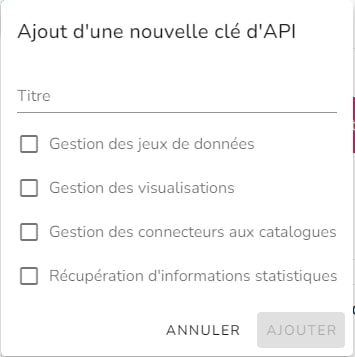 Ajout d'une nouvelle clé d'API
Titre
Gestion des jeux de données
Gestion des visualisations
Gestion des connecteurs aux catalogues
Récupération d'informations statistiques
ANNULER
AJOUTER